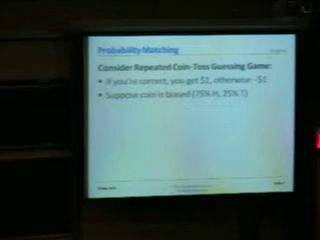 Probability Matching
Consider Repeated Coin-Toss Guessing Game:
• If you're correct, you get $1, otherwise -$1
• Suppose coin is biased (75% H, 25% T)